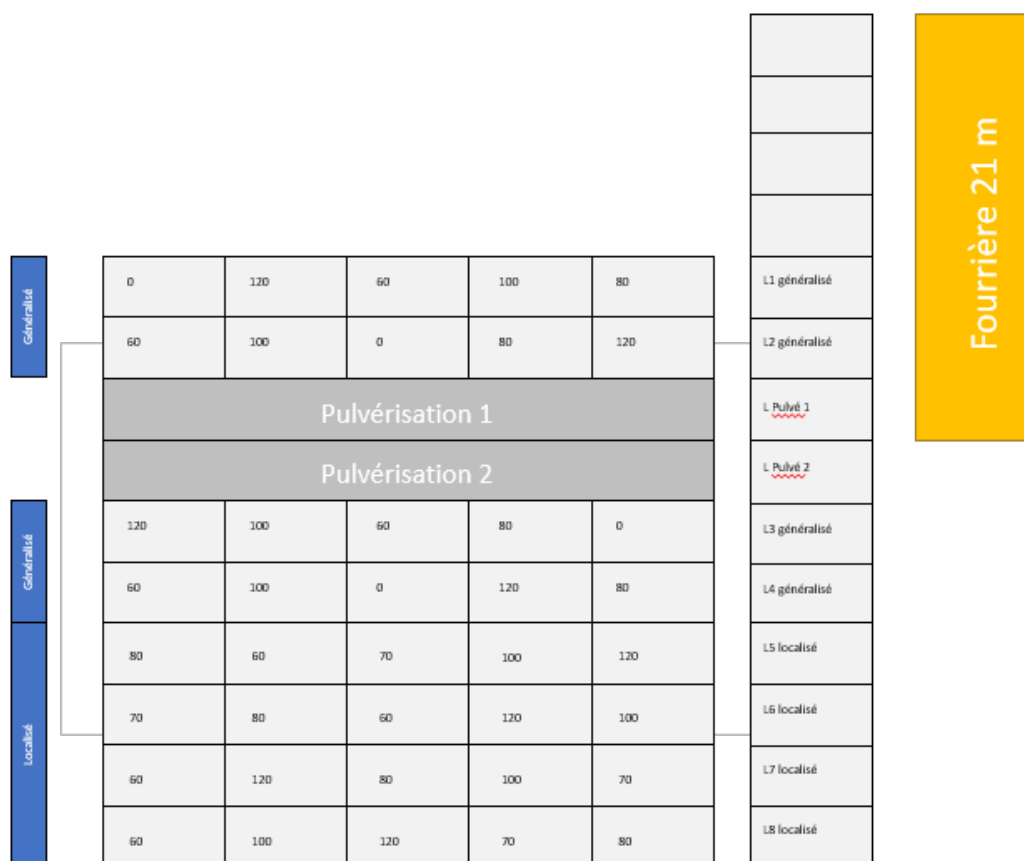 Fourrière 21 m
Généralisé
0 120 60 100 80
L1 généralisé
60 100 0 80 120
L2 généralisé
Pulvérisation 1
L Pulvé 1
Pulvérisation 2
L Pulvé 2
Généralisé
120 100 60 80 0
L3 généralisé
60 100 0 120 80
L4 généralisé
Localisé
80 60 70 100 120
L5 localisé
70 80 60 120 100
L6 localisé
60 120 80 100 70
L7 localisé
60 100 120 70 80
L8 localisé